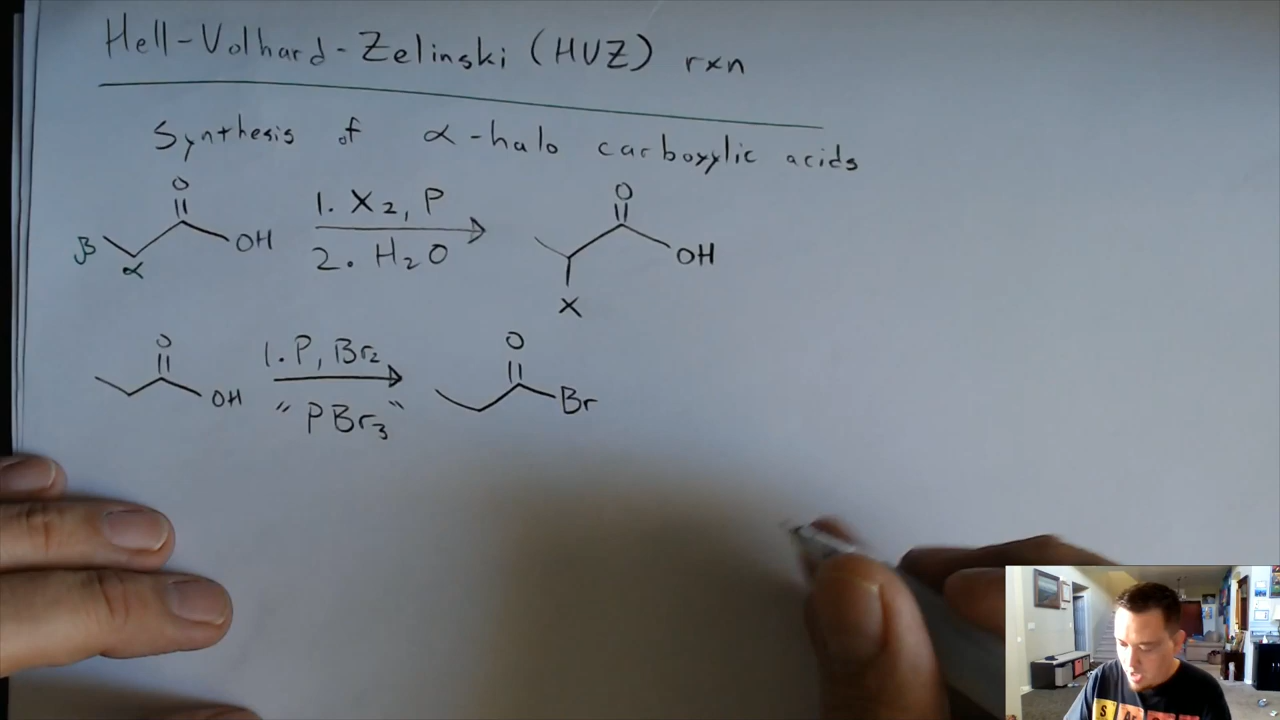 Hell-Volhard-Zelinski (HVZ) rxn
Synthesis of α-halo carboxylic acids
O 1. X2, P O
β α OH 2. H2O OH
X
O 1. P, Br2 O
OH "PBr3" Br